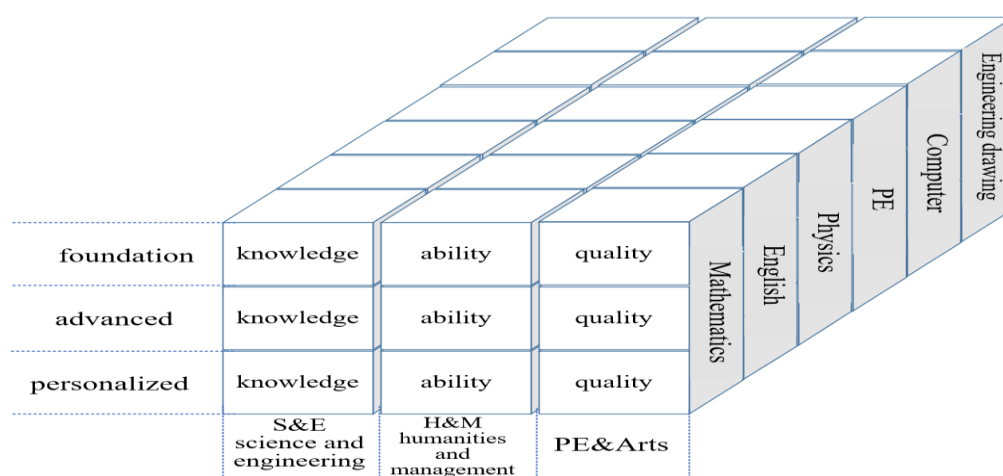 foundation knowledge ability quality
advanced knowledge ability quality
personalized knowledge ability quality
S&E
science and
engineering
H&M
humanities
and
management
PE&Arts
Mathematics
English
Physics
PE
Computer
Engineering drawing